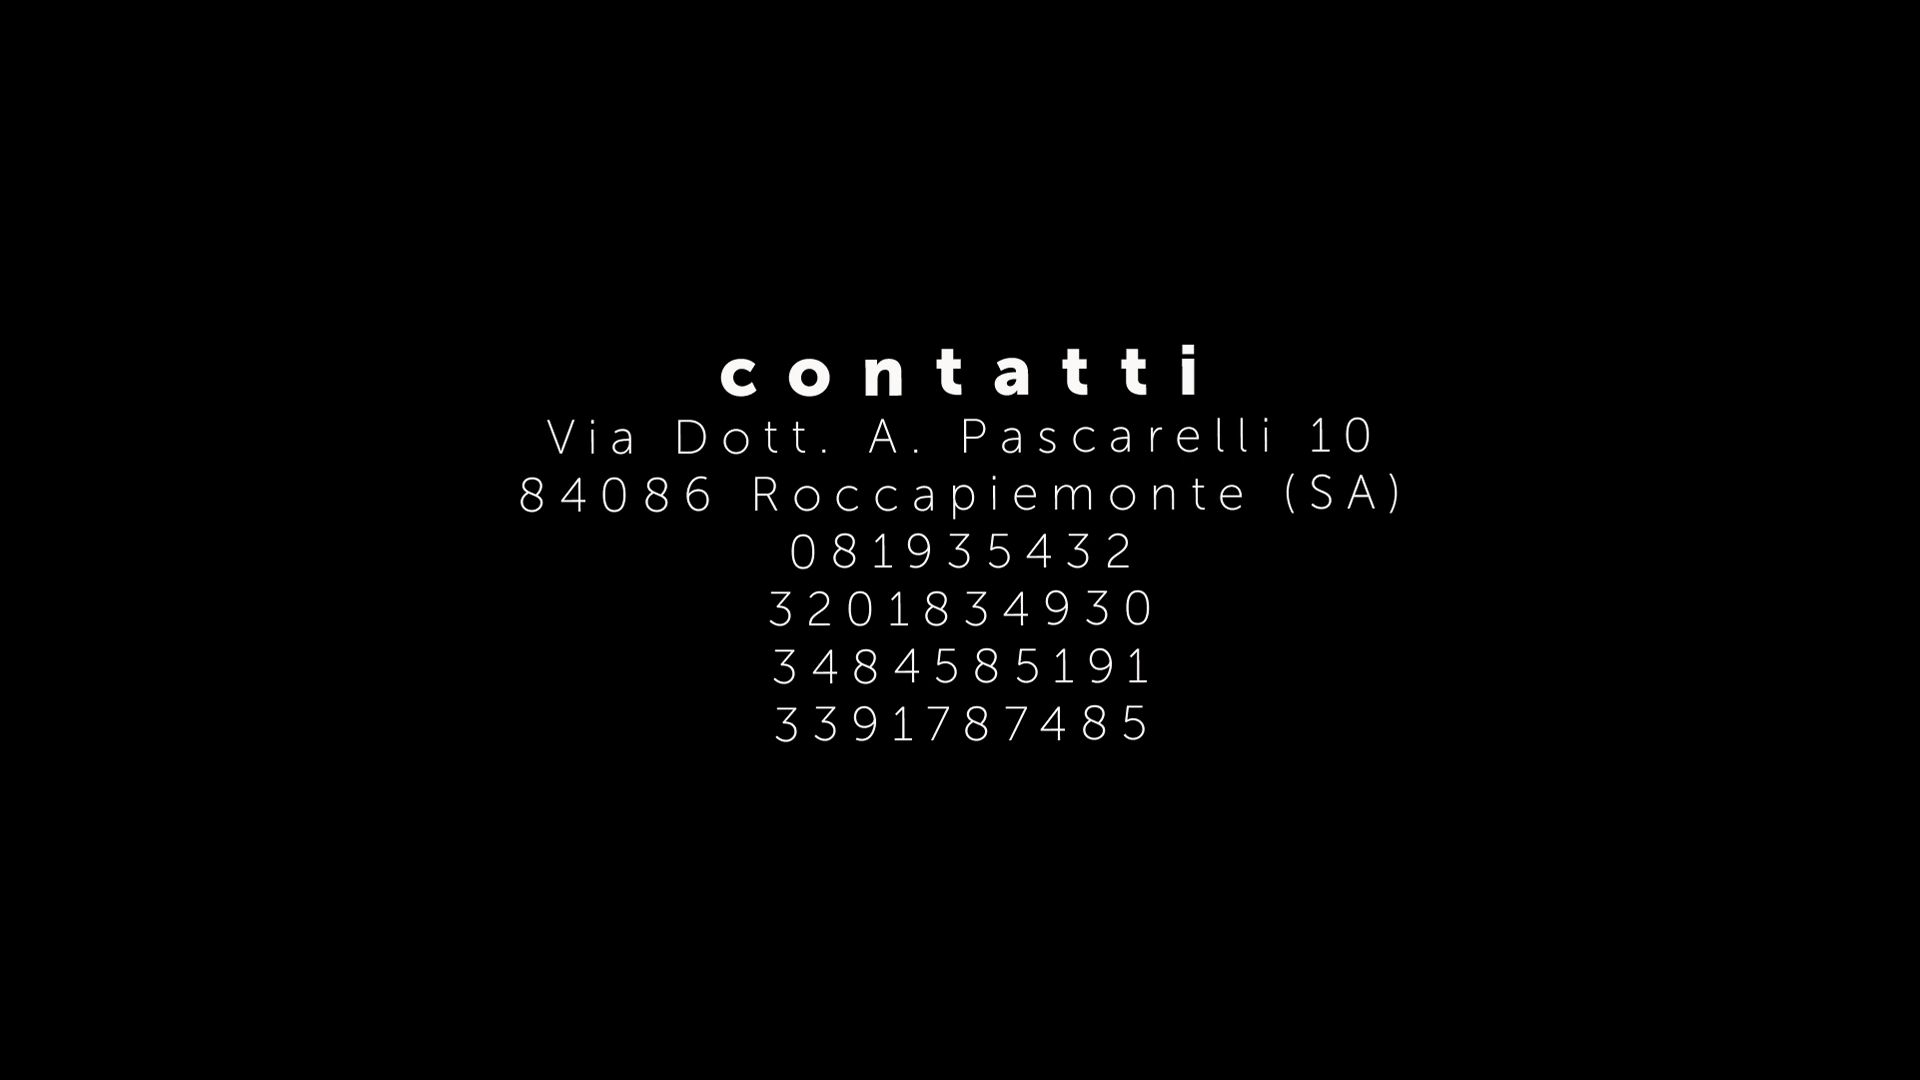 contatti
Via Dott. A. Pascarelli 10
84086 Roccapiemonte (SA)
081935432
3201834930
3484585191
3391787485